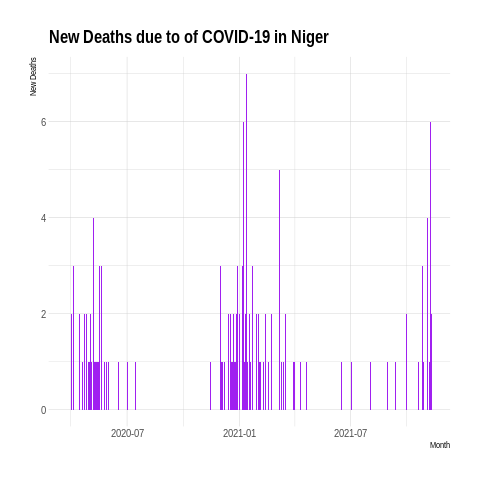 New Deaths due to of COVID-19 in Niger
New Deaths
6
4
2
0
2020-07
2021-01
2021-07
Month